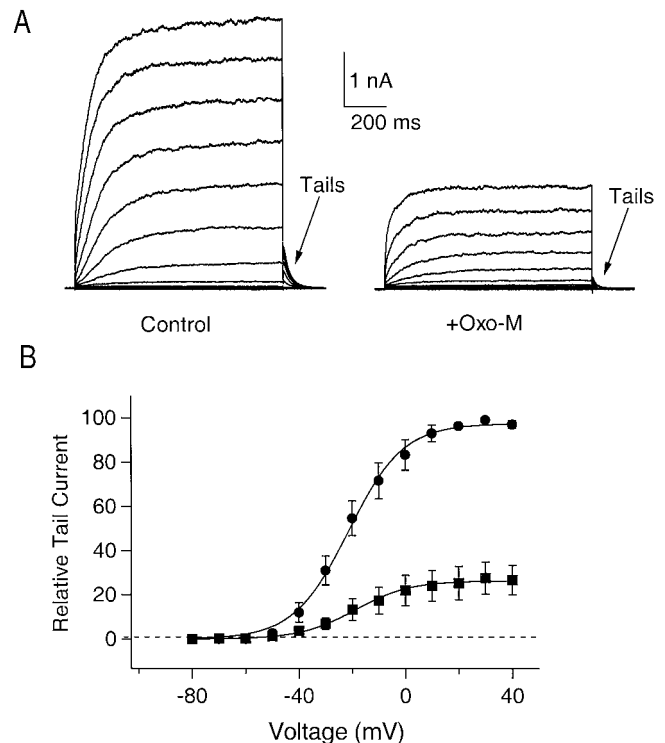 A
1 nA
200 ms
Tails
Tails
Control
+Oxo-M
B
100
80
60
40
20
0
Relative Tail Current
-80
-40
0
40
Voltage (mV)